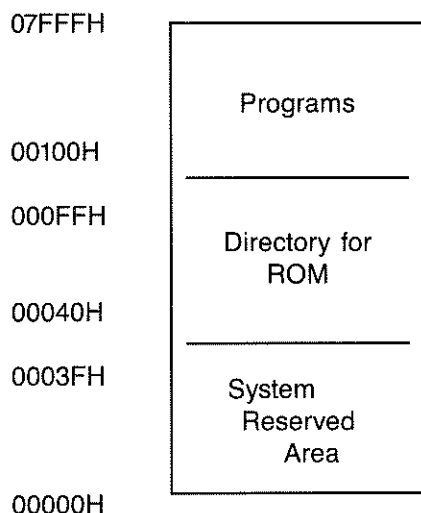 07FFFH
Programs
00100H
000FFH
Directory for
ROM
00040H
0003FH
System
Reserved
Area
00000H